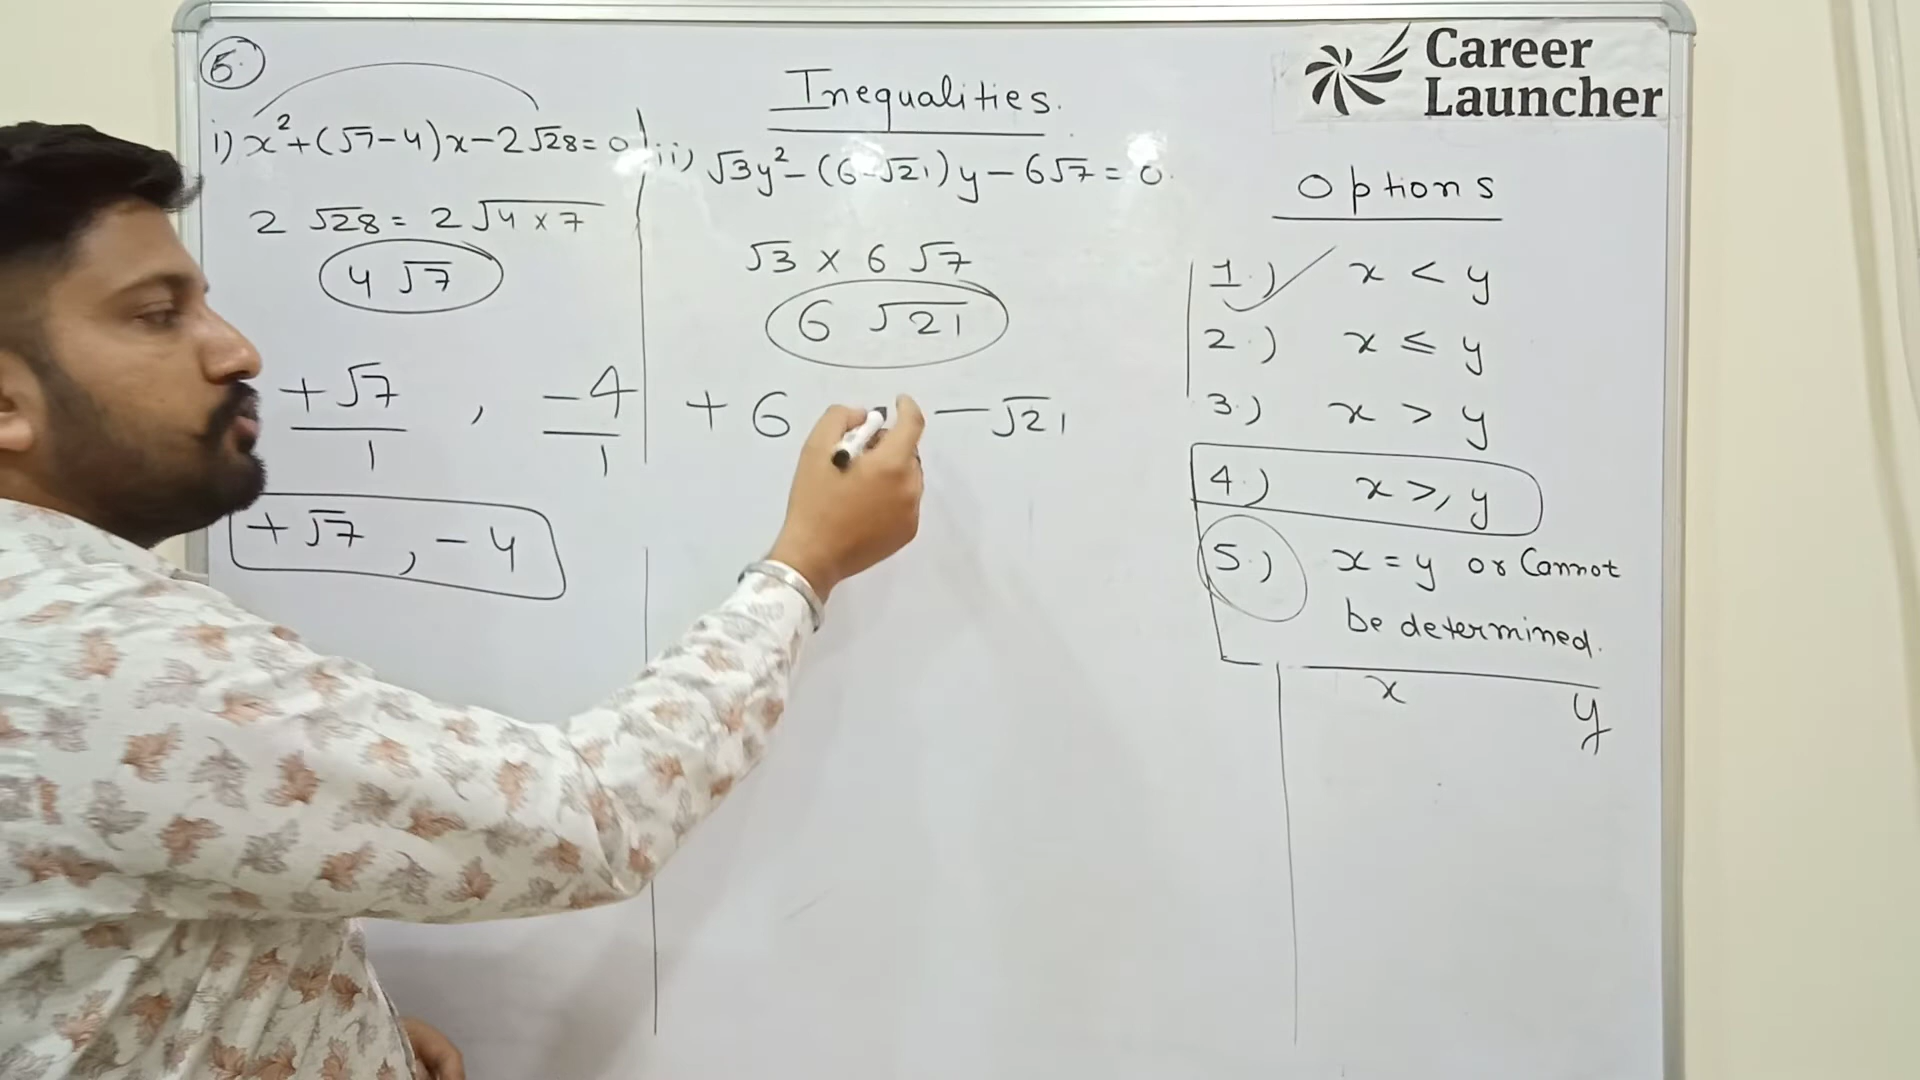 5.
Inequalities.
Career
Launcher
i) x²+(√7-4)x-2√28=0
ii) √3y²-(6-√21)y-6√7=0.
2√28=2√4×7
4√7
√3×6√7
6√21
+√7/1 , -4/1
+6 -√21
+√7, -4
Options
1.) x < y
2.) x ≤ y
3.) x > y
4.) x >, y
5.) x = y or Cannot
be determined.
x y